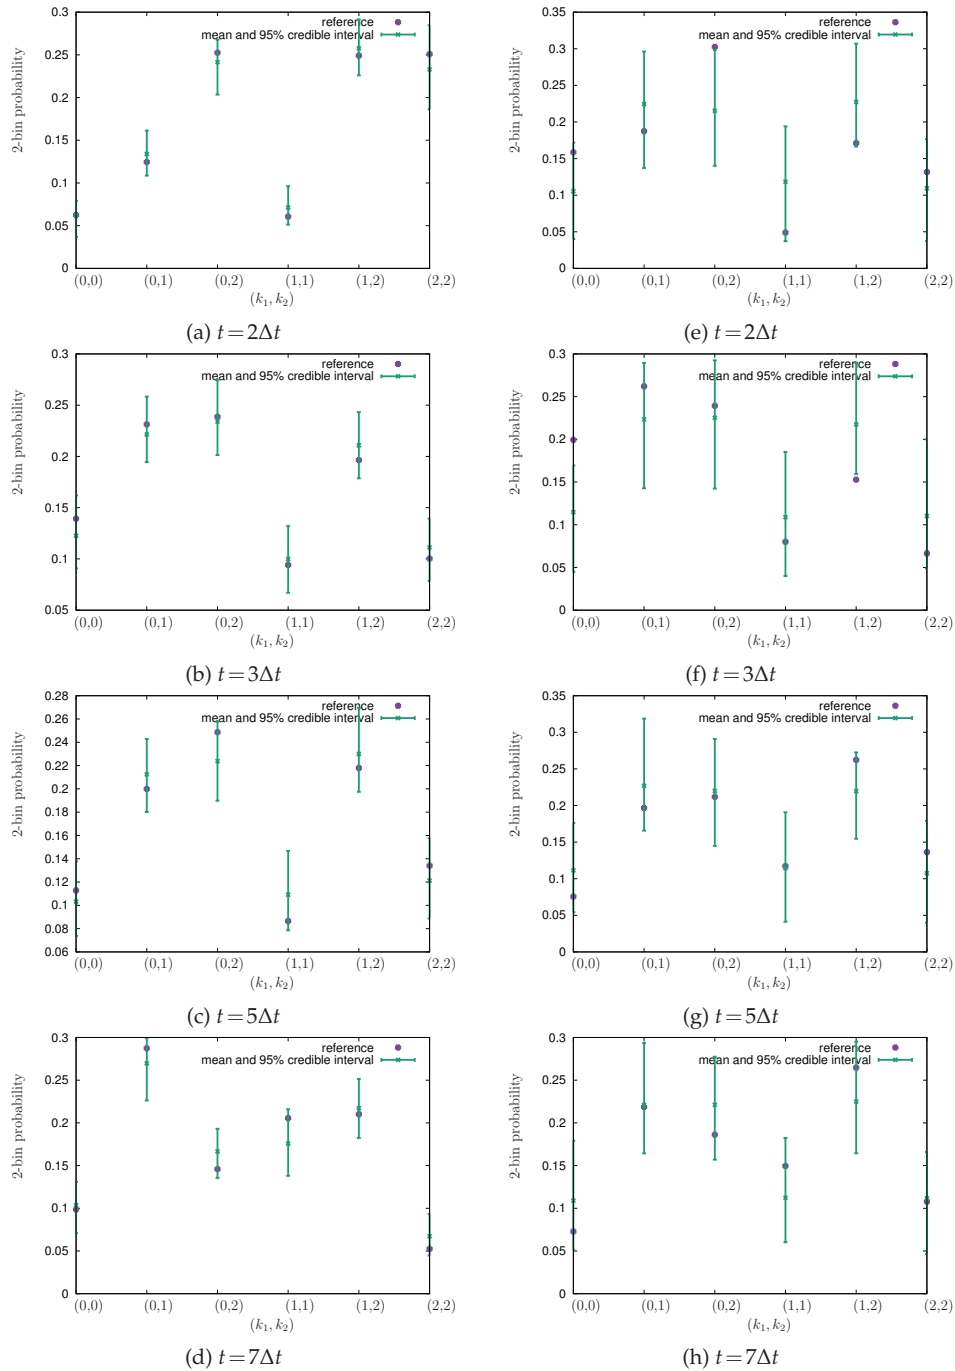 reference
mean and 95% credible interval
2-bin probability
0.3
0.25
0.2
0.15
0.1
0.05
0
(0,0) (0,1) (0,2) (1,1) (1,2) (2,2)
(k₁, k₂)
(a) t=2Δt
reference
mean and 95% credible interval
2-bin probability
0.35
0.3
0.25
0.2
0.15
0.1
0.05
0
(0,0) (0,1) (0,2) (1,1) (1,2) (2,2)
(k₁, k₂)
(e) t=2Δt
reference
mean and 95% credible interval
2-bin probability
0.3
0.25
0.2
0.15
0.1
0.05
(0,0) (0,1) (0,2) (1,1) (1,2) (2,2)
(k₁, k₂)
(b) t=3Δt
reference
mean and 95% credible interval
2-bin probability
0.3
0.25
0.2
0.15
0.1
0.05
0
(0,0) (0,1) (0,2) (1,1) (1,2) (2,2)
(k₁, k₂)
(f) t=3Δt
reference
mean and 95% credible interval
2-bin probability
0.28
0.26
0.24
0.22
0.2
0.18
0.16
0.14
0.12
0.1
0.08
0.06
(0,0) (0,1) (0,2) (1,1) (1,2) (2,2)
(k₁, k₂)
(c) t=5Δt
reference
mean and 95% credible interval
2-bin probability
0.35
0.3
0.25
0.2
0.15
0.1
0.05
0
(0,0) (0,1) (0,2) (1,1) (1,2) (2,2)
(k₁, k₂)
(g) t=5Δt
reference
mean and 95% credible interval
2-bin probability
0.3
0.25
0.2
0.15
0.1
0.05
0
(0,0) (0,1) (0,2) (1,1) (1,2) (2,2)
(k₁, k₂)
(d) t=7Δt
reference
mean and 95% credible interval
2-bin probability
0.3
0.25
0.2
0.15
0.1
0.05
0
(0,0) (0,1) (0,2) (1,1) (1,2) (2,2)
(k₁, k₂)
(h) t=7Δt